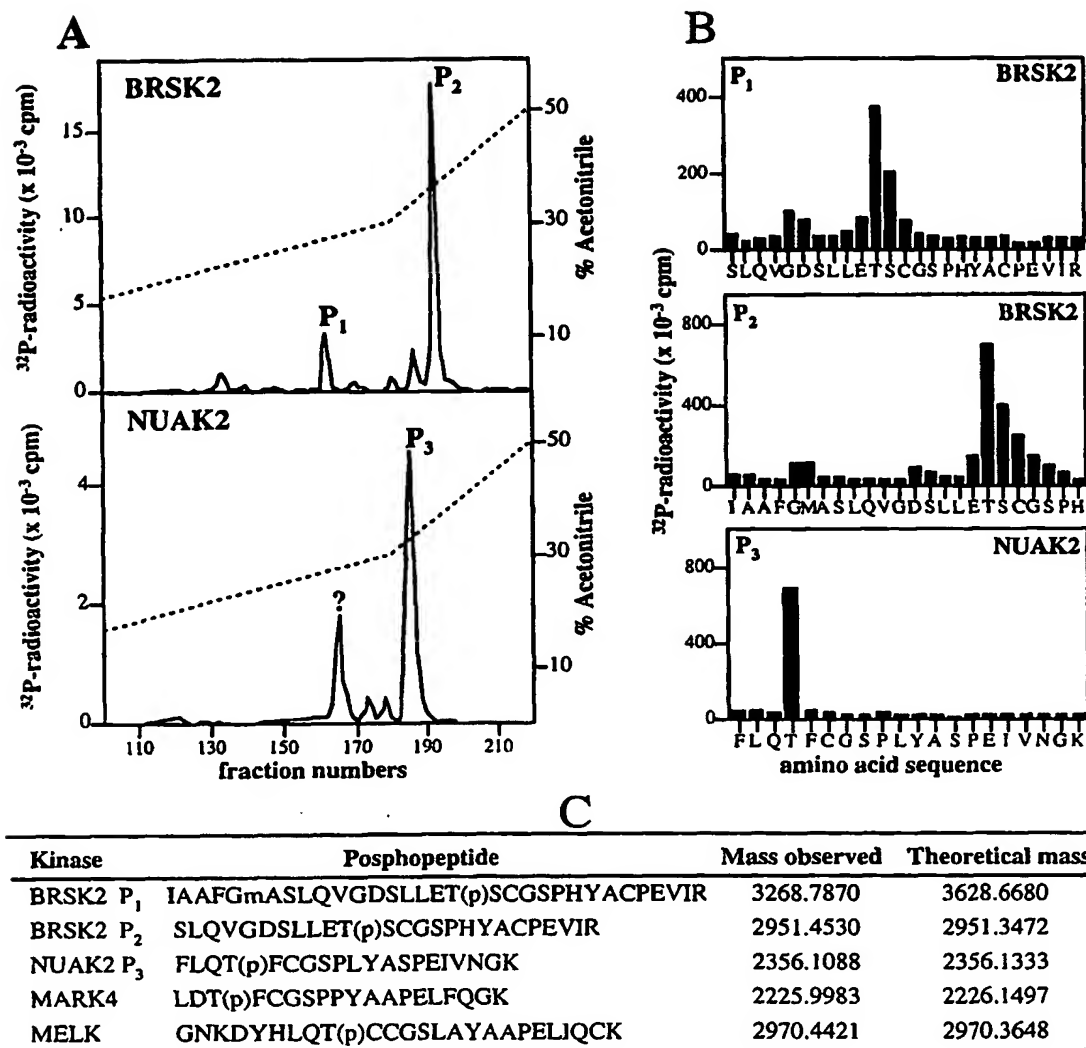 A
BRSK2
P2
³²P-radioactivity (x 10⁻³ cpm)
15
10
5
0
P1
50
30
10
% Acetonitrile
NUAK2
P3
?
³²P-radioactivity (x 10⁻³ cpm)
4
2
0
50
30
10
% Acetonitrile
110 130 150 170 190 210
fraction numbers
B
P1 BRSK2
400
200
0
SLQVGDSLLETSCGSPHYACPEVIR
³²P-radioactivity (x 10⁻³ cpm)
P2 BRSK2
800
400
0
IAAFGMASLQVGDSLLETSCGSPH
P3 NUAK2
800
400
0
FLQTFCGSPLYASPEIVNGK
amino acid sequence
C
Kinase Posphopeptide Mass observed Theoretical mass
BRSK2 P1 IAAFGmASLQVGDSLLET(p)SCGSPHYACPEVIR 3268.7870 3628.6680
BRSK2 P2 SLQVGDSLLET(p)SCGSPHYACPEVIR 2951.4530 2951.3472
NUAK2 P3 FLQT(p)FCGSPLYASPEIVNGK 2356.1088 2356.1333
MARK4 LDT(p)FCGSPPYAAPELFQGK 2225.9983 2226.1497
MELK GNKDYHLQT(p)CCGSLAYAAPELIQCK 2970.4421 2970.3648